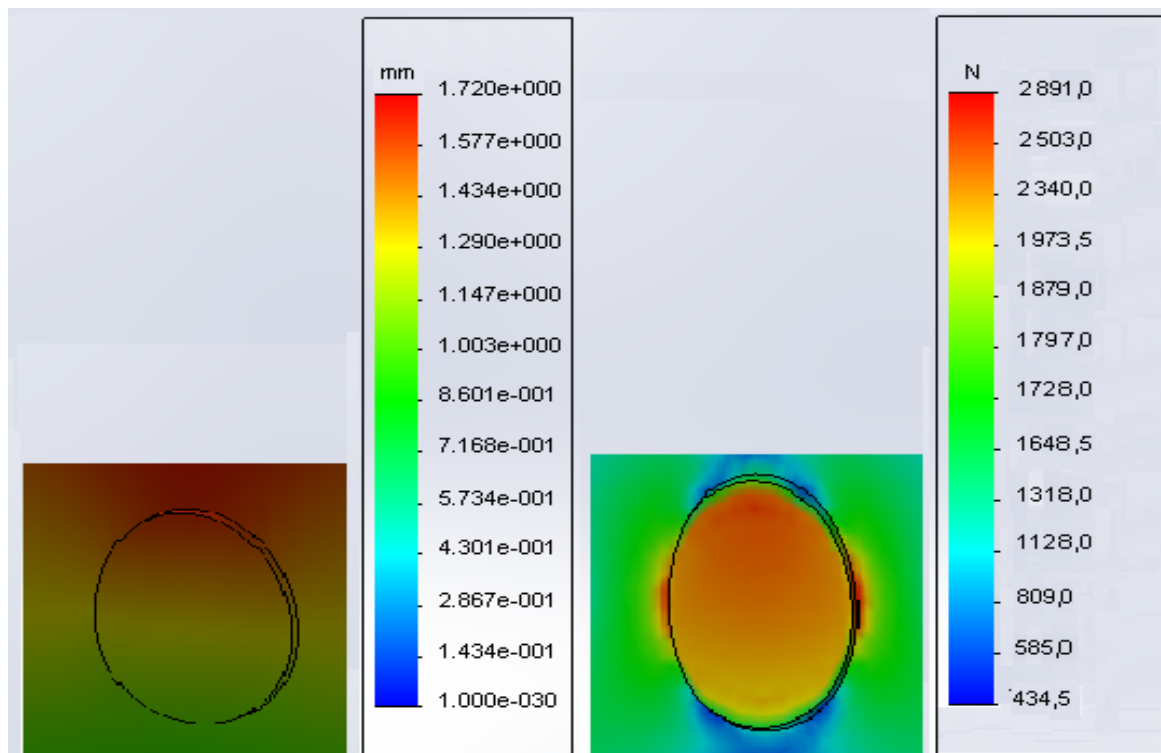 mm
1.720e+000
1.577e+000
1.434e+000
1.290e+000
1.147e+000
1.003e+000
8.601e-001
7.168e-001
5.734e-001
4.301e-001
2.867e-001
1.434e-001
1.000e-030
N
2891,0
2503,0
2340,0
1973,5
1879,0
1797,0
1728,0
1648,5
1318,0
1128,0
809,0
585,0
434,5